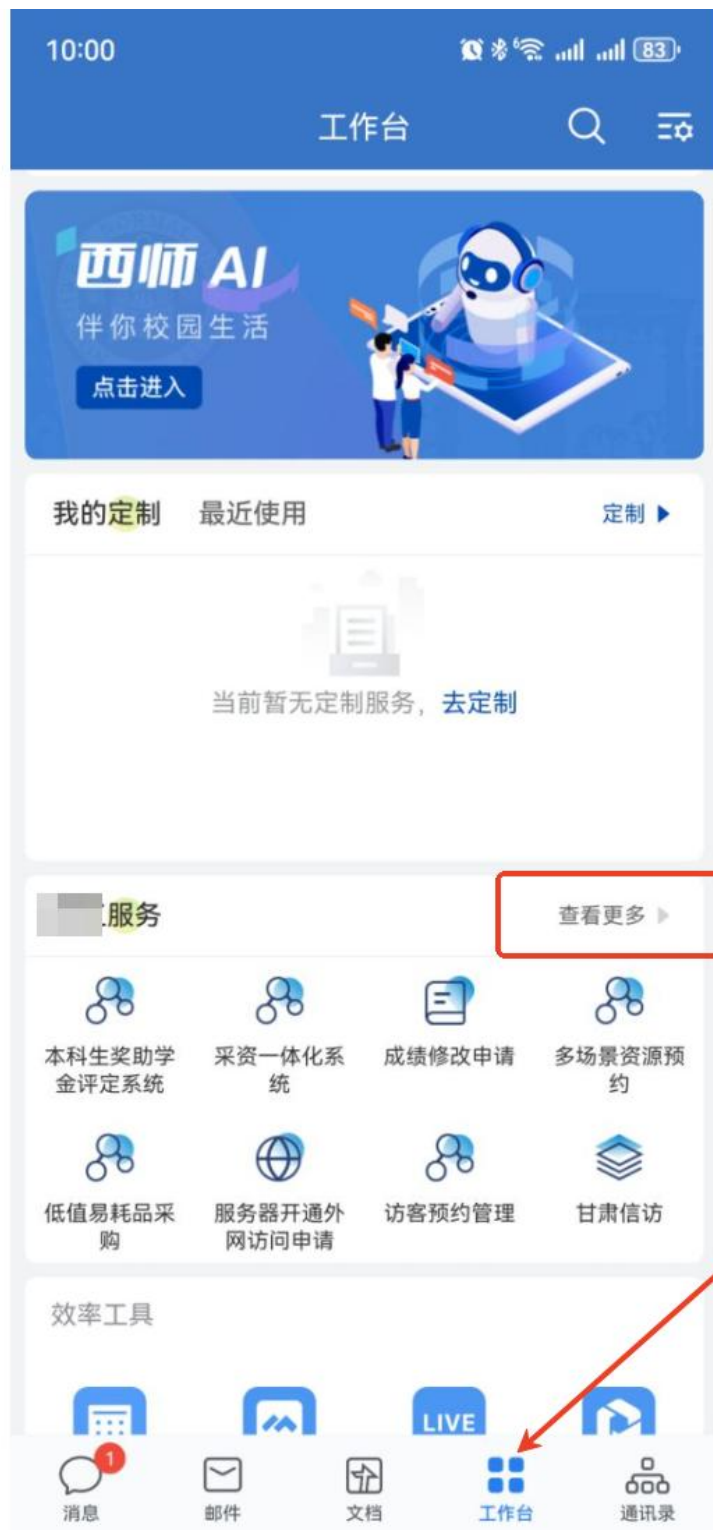 10:00
83
工作台
西师 AI
伴你校园生活
点击进入
我的定制 最近使用 定制
当前暂无定制服务，去定制
服务 查看更多
本科生奖助学 采资一体化系 成绩修改申请 多场景资源预
金评定系统 统 约
低值易耗品采 服务器开通外 访客预约管理 甘肃信访
购 网访问申请
效率工具
LIVE
1
消息 邮件 文档 工作台 通讯录